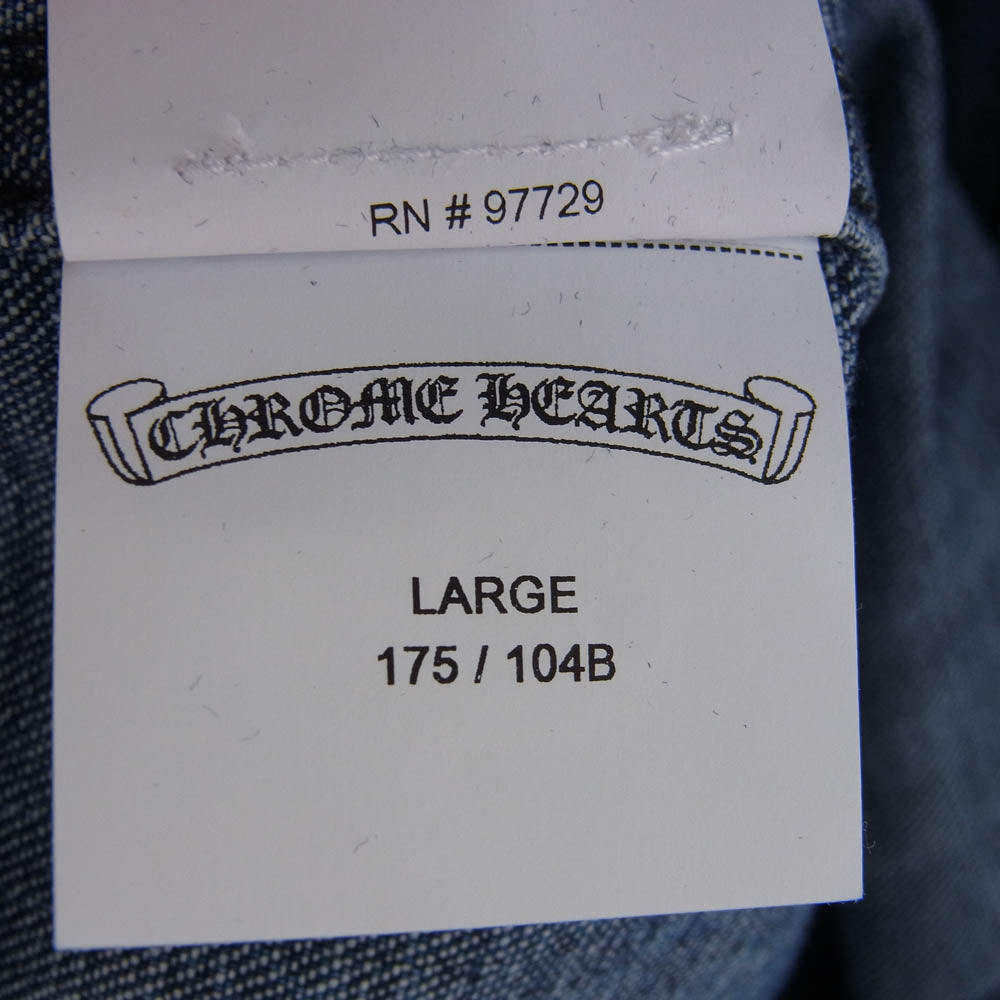 RN # 97729
CHROME HEARTS
LARGE
175 / 104B